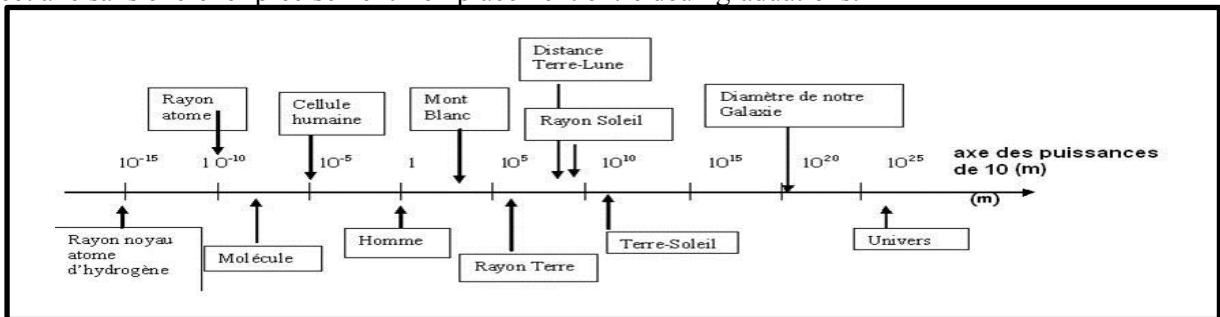 Distance
Terre-Lune
Rayon
atome
Cellule
humaine
Mont
Blanc
Rayon Soleil
Diamètre de notre
Galaxie
10⁻¹⁵
1 0⁻¹⁰
10⁻⁵
1
10⁵
10¹⁰
10¹⁵
10²⁰
10²⁵
axe des puissances
de 10 (m)
(m)
Rayon noyau
atome
d'hydrogène
Molécule
Homme
Rayon Terre
Terre-Soleil
Univers